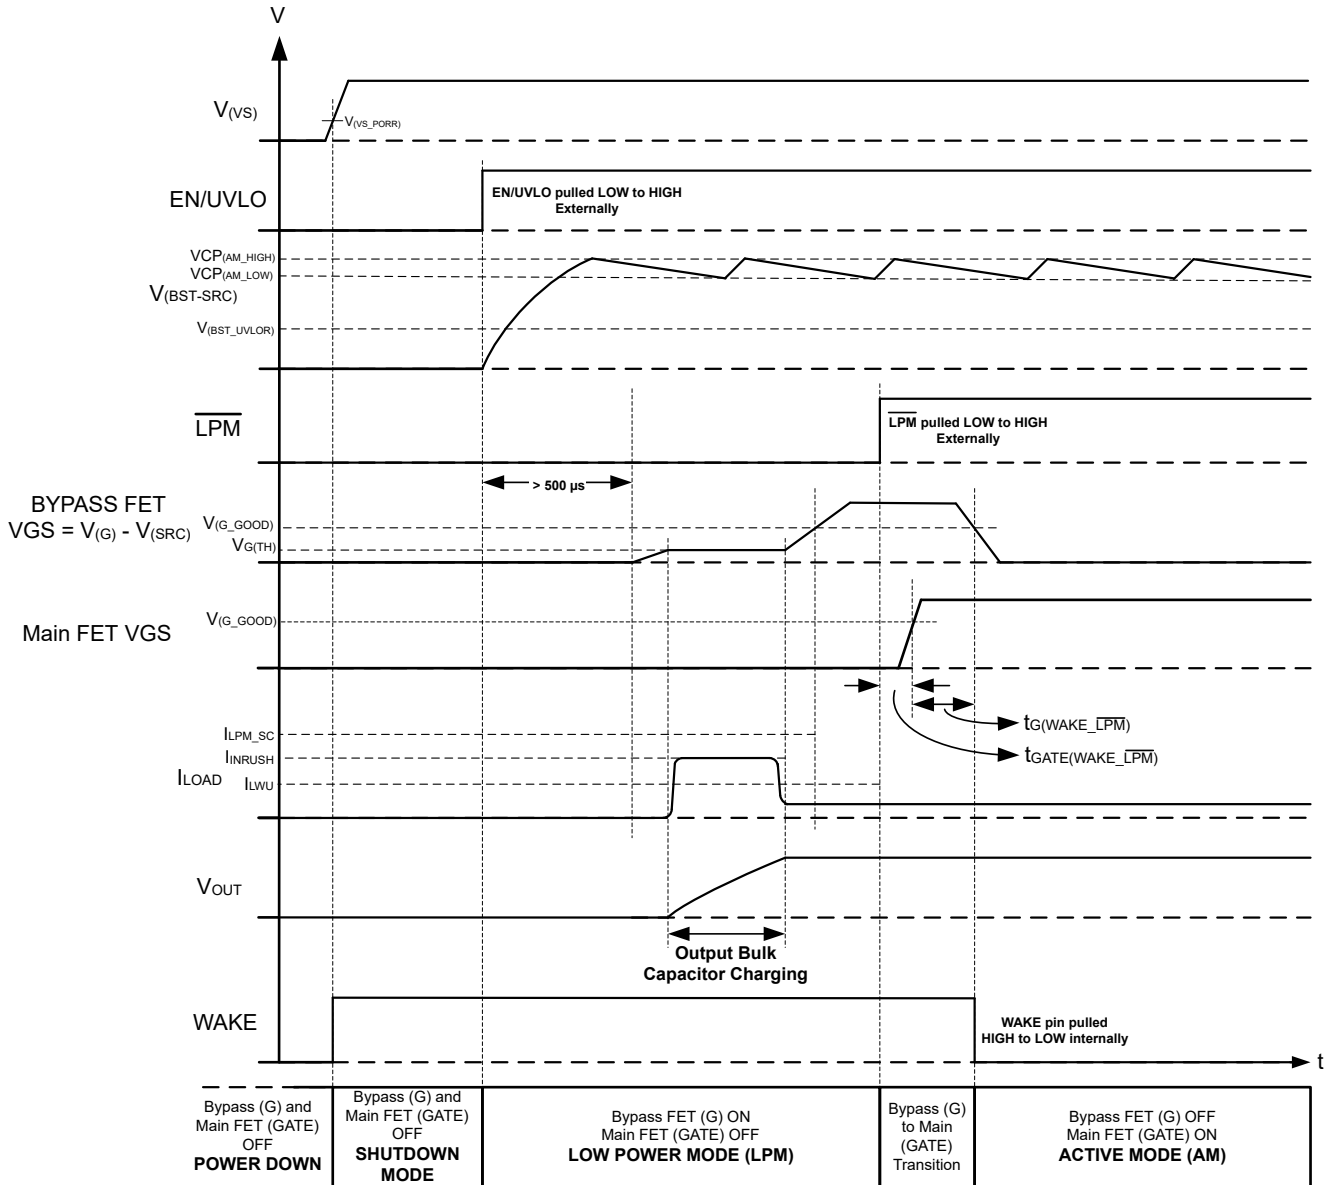 V
V(VS)
V(VS_PORR)
EN/UVLO
EN/UVLO pulled LOW to HIGH
Externally
VCP(AM_HIGH)
VCP(AM_LOW)
V(BST-SRC)
V(BST_UVLOR)
LPM
LPM pulled LOW to HIGH
Externally
> 500 µs
BYPASS FET
VGS = V(G) - V(SRC)
V(G_GOOD)
VG(TH)
Main FET VGS
V(G_GOOD)
tG(WAKE_LPM)
tGATE(WAKE_LPM)
ILPM_SC
IINRUSH
ILOAD
ILWU
VOUT
Output Bulk
Capacitor Charging
WAKE
WAKE pin pulled
HIGH to LOW internally
t
Bypass (G) and
Main FET (GATE)
OFF
POWER DOWN
Bypass (G) and
Main FET (GATE)
OFF
SHUTDOWN
MODE
Bypass FET (G) ON
Main FET (GATE) OFF
LOW POWER MODE (LPM)
Bypass (G)
to Main
(GATE)
Transition
Bypass FET (G) OFF
Main FET (GATE) ON
ACTIVE MODE (AM)